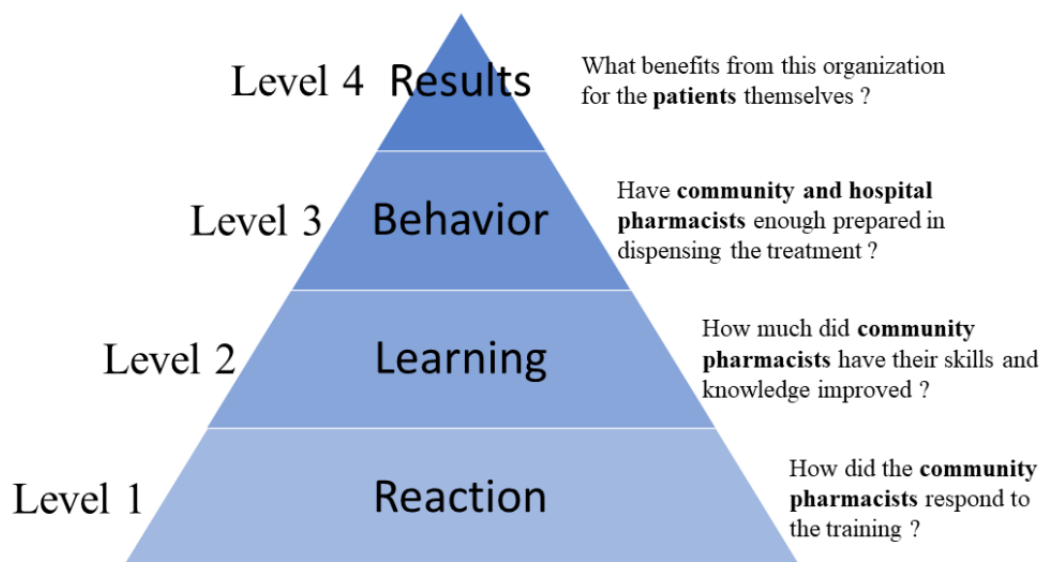 Level 4 Results
What benefits from this organization
for the patients themselves ?
Level 3 Behavior
Have community and hospital
pharmacists enough prepared in
dispensing the treatment ?
Level 2 Learning
How much did community
pharmacists have their skills and
knowledge improved ?
Level 1 Reaction
How did the community
pharmacists respond to
the training ?